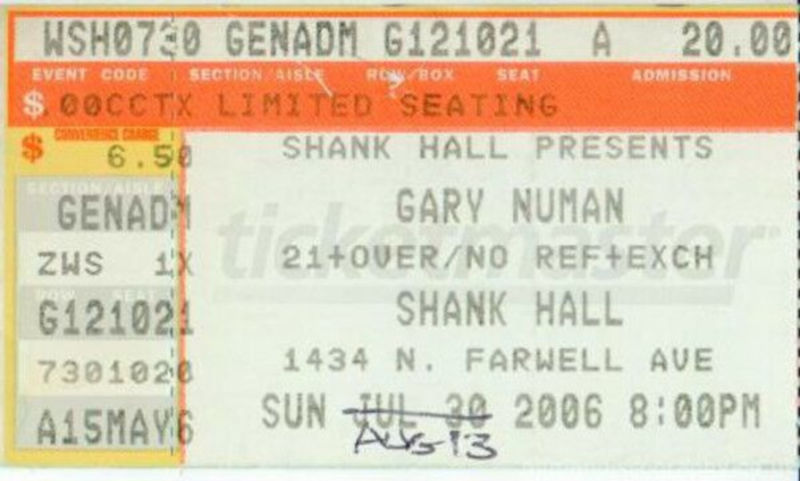 WSH0730 GENADM G121021 A 20.00
EVENT CODE SECTION/AISLE ROW/BOX SEAT ADMISSION
$ .00CCTX LIMITED SEATING
CONVENIENCE CHARGE
$ 6.50
SHANK HALL PRESENTS
SECTION/AISLE
GENADM
GARY NUMAN
ticketmaster
ZWS 1X
21+OVER/NO REF+EXCH
ROW SEAT
G121021
SHANK HALL
7301020
1434 N. FARWELL AVE
A15MAY6
SUN JUL 30 2006 8:00PM
AUG 13